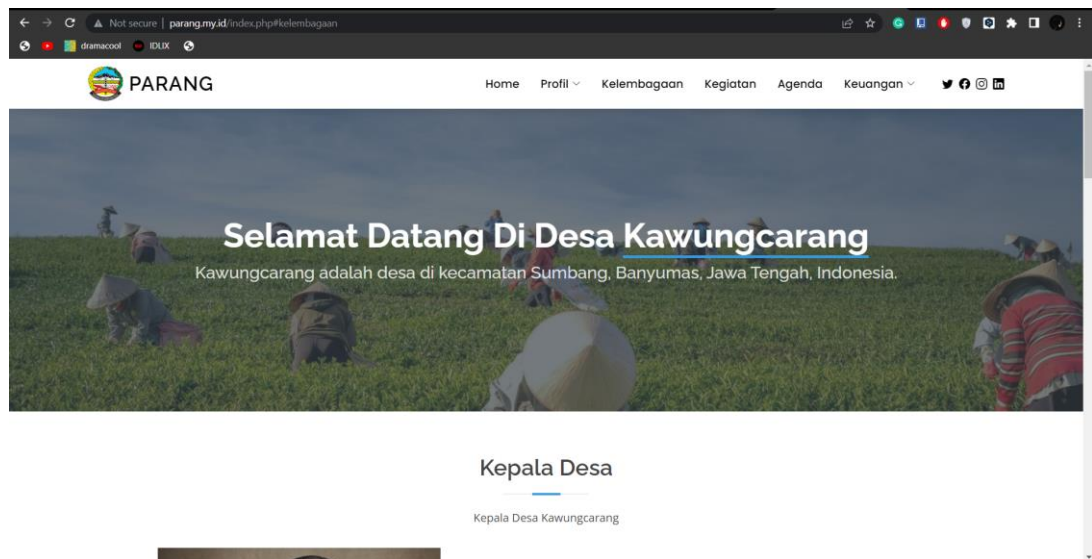 Not secure | parang.my.id/index.php#kelembagaan
dramacool IDLIX
PARANG
Home Profil Kelembagaan Kegiatan Agenda Keuangan
Selamat Datang Di Desa Kawungcarang
Kawungcarang adalah desa di kecamatan Sumbang, Banyumas, Jawa Tengah, Indonesia.
Kepala Desa
Kepala Desa Kawungcarang